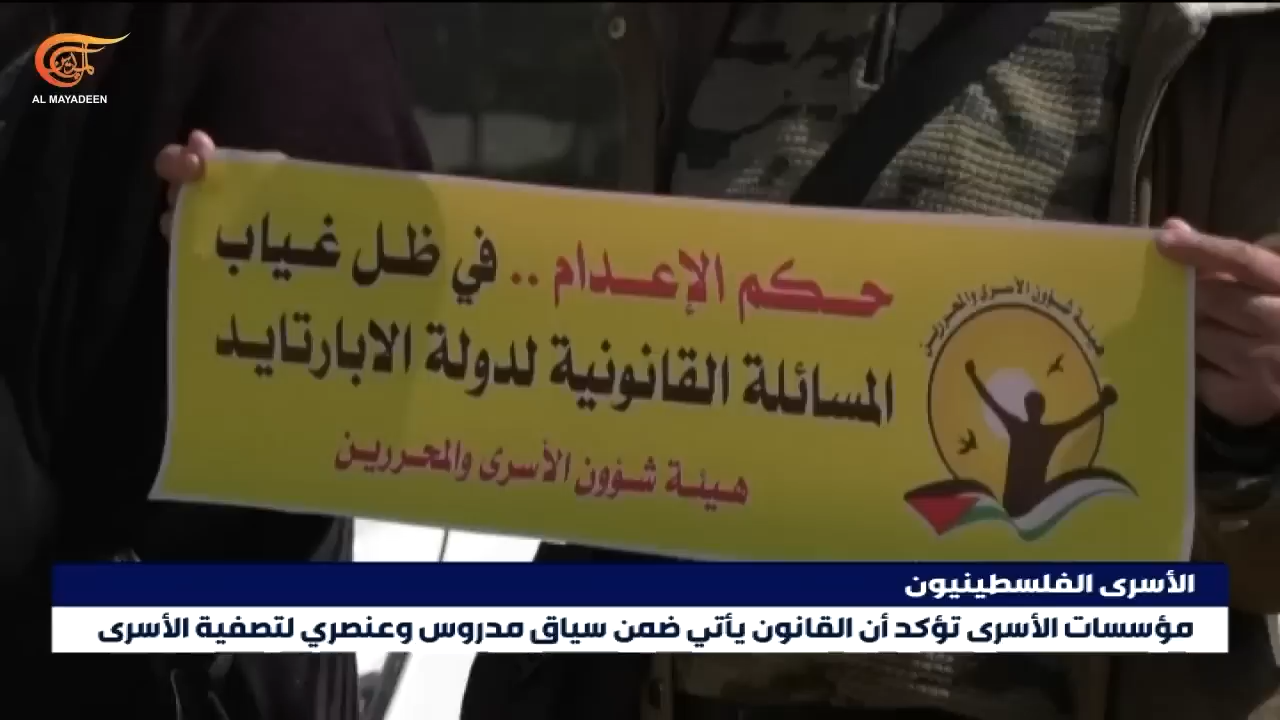 الميادين
AL MAYADEEN
حكم الإعدام .. في ظل غياب
المسائلة القانونية لدولة الابارتايد
هيئة شؤون الأسرى والمحررين
هيئة شؤون الأسرى والمحررين
الأسرى الفلسطينيون
مؤسسات الأسرى تؤكد أن القانون يأتي ضمن سياق مدروس وعنصري لتصفية الأسرى